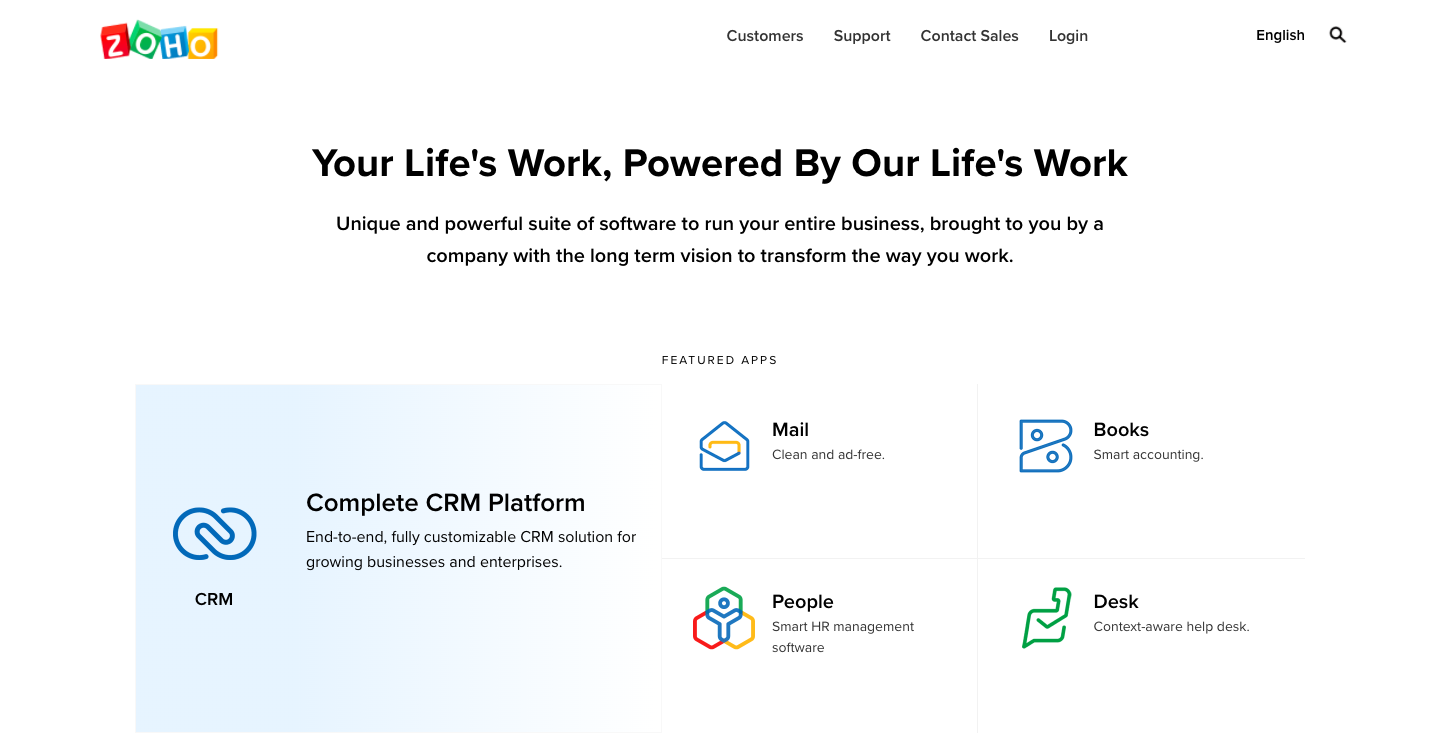 ZOHO
Customers Support Contact Sales Login
English
Your Life's Work, Powered By Our Life's Work
Unique and powerful suite of software to run your entire business, brought to you by a
company with the long term vision to transform the way you work.
FEATURED APPS
CRM
Complete CRM Platform
End-to-end, fully customizable CRM solution for
growing businesses and enterprises.
Mail
Clean and ad-free.
Books
Smart accounting.
People
Smart HR management
software
Desk
Context-aware help desk.